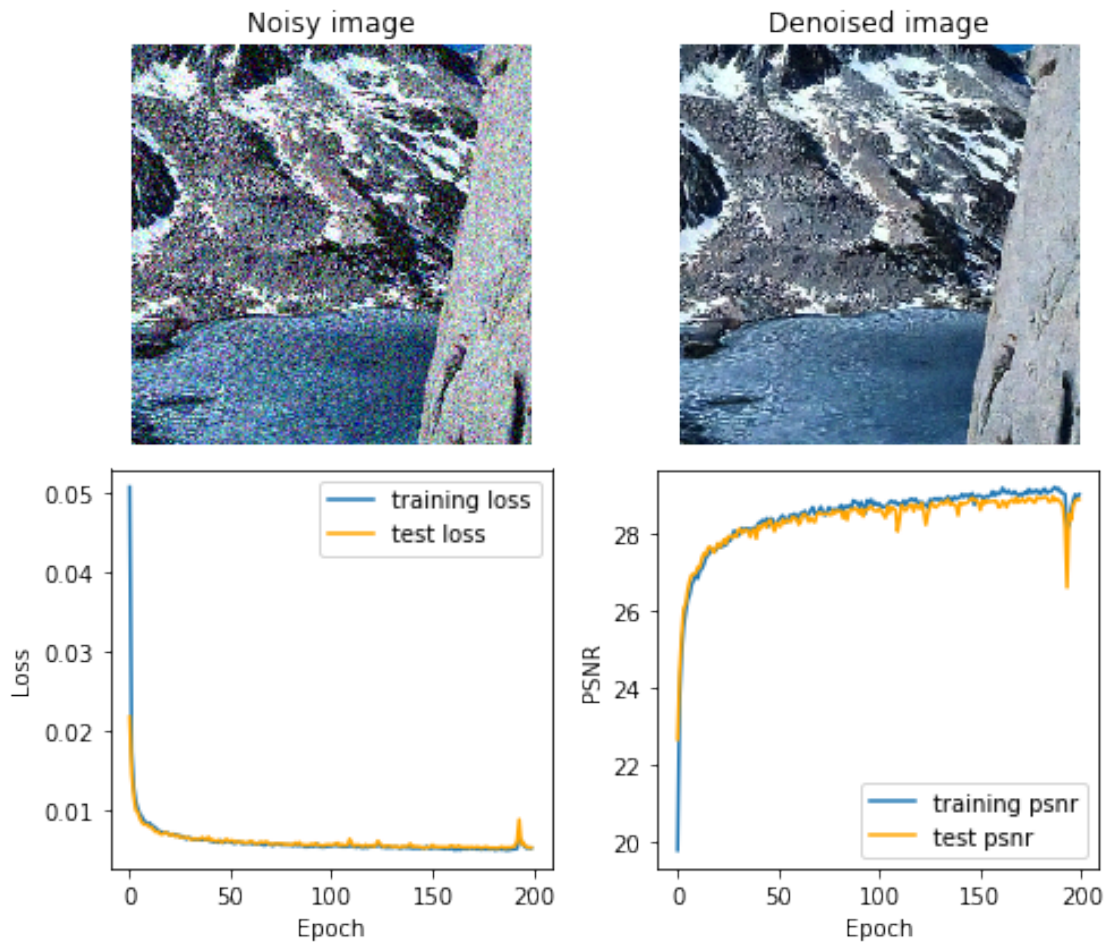 Noisy image
Denoised image
0.05
0.04
0.03
0.02
0.01
Loss
training loss
test loss
0
50
100
150
200
Epoch
28
26
24
22
20
PSNR
training psnr
test psnr
0
50
100
150
200
Epoch